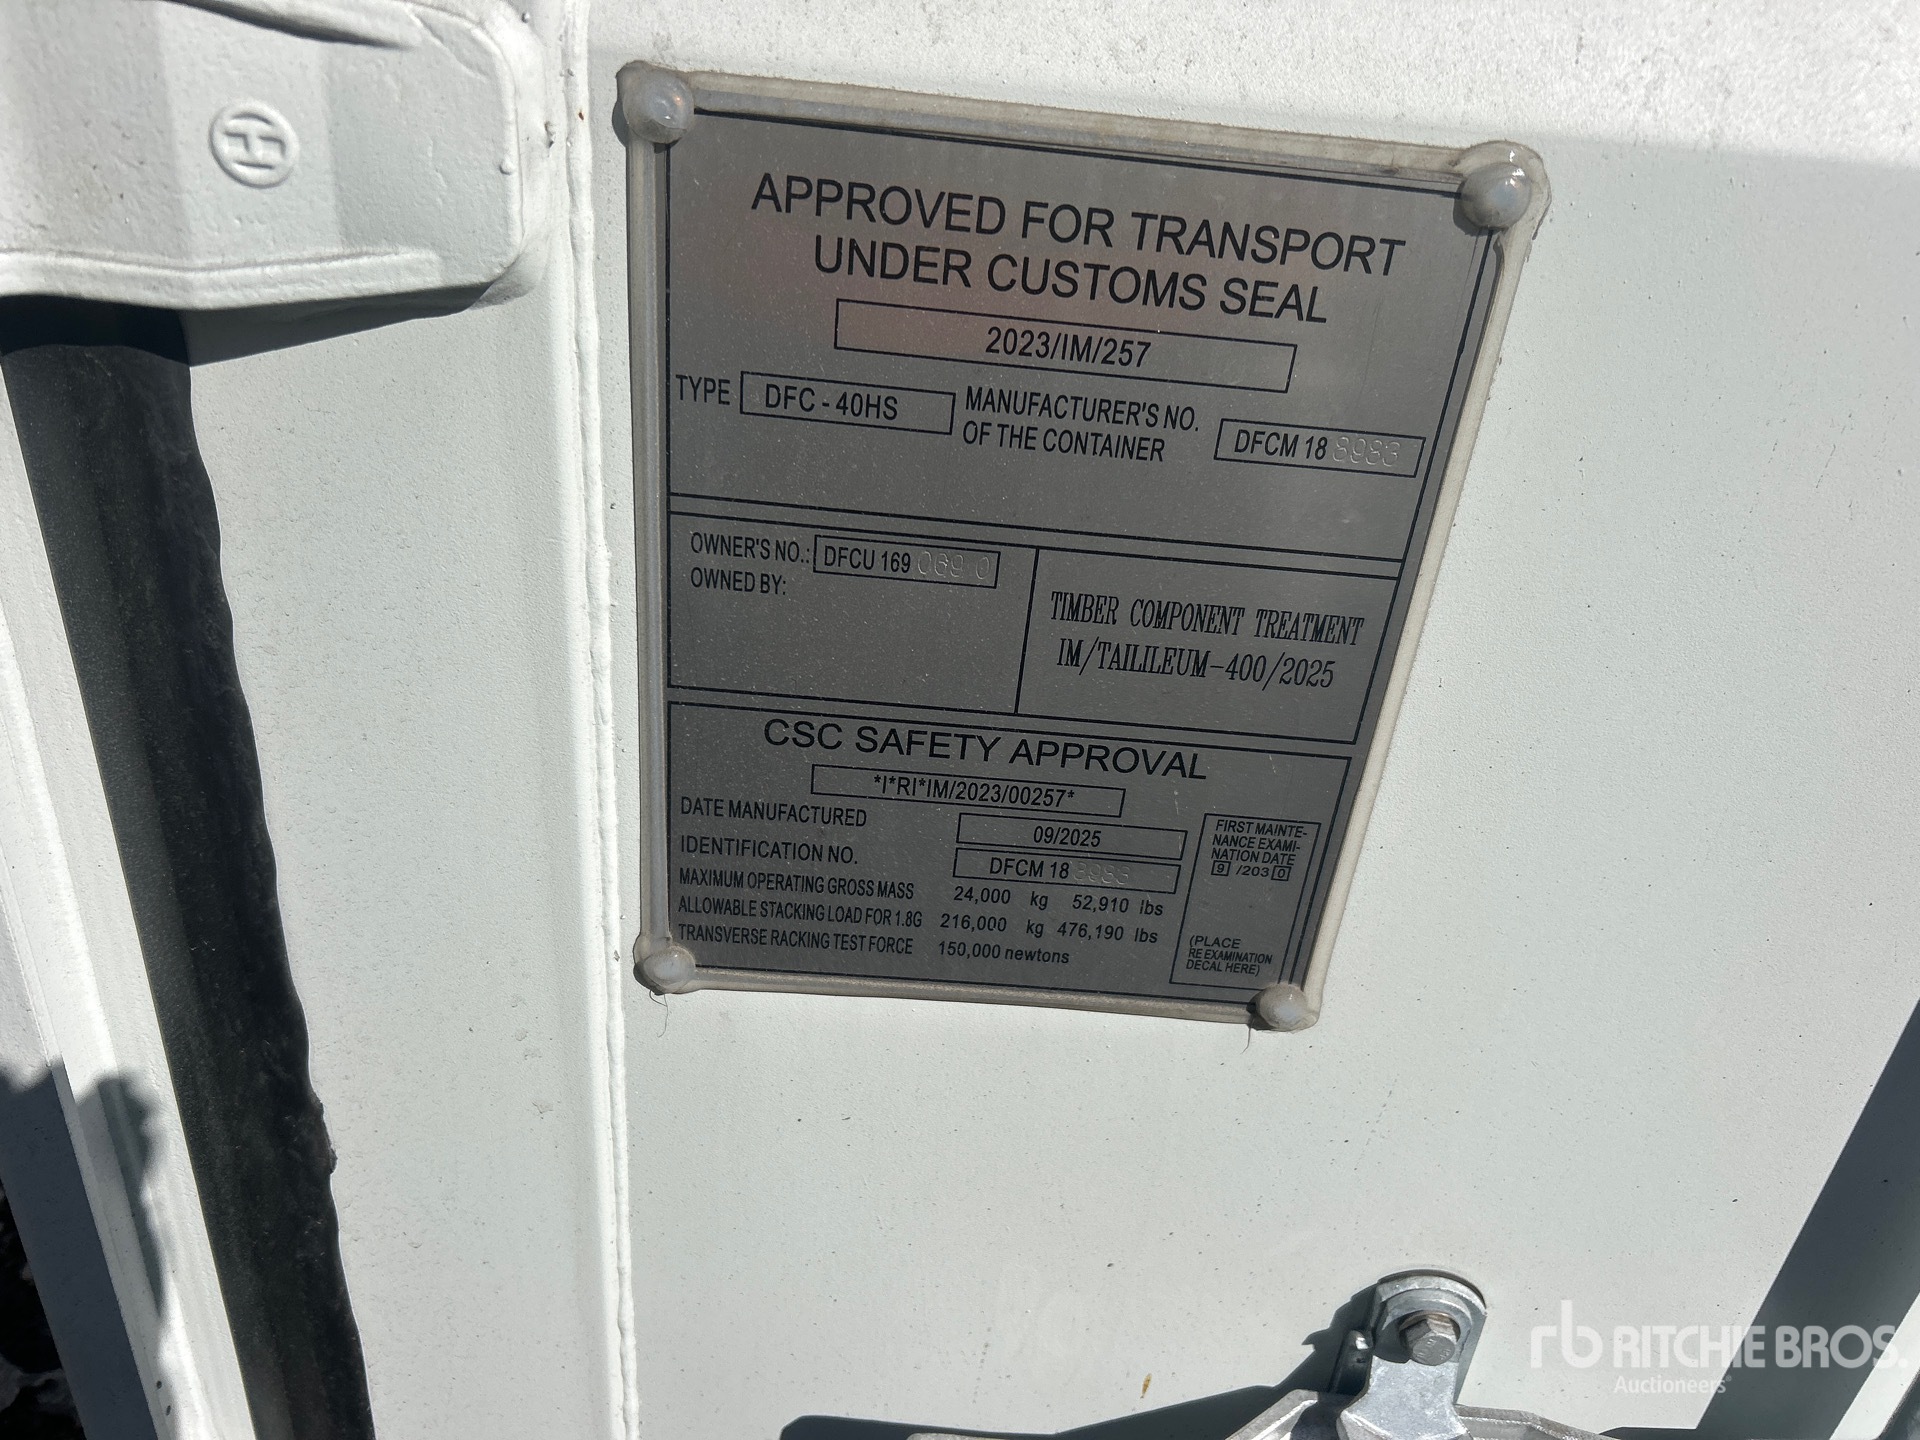 H
APPROVED FOR TRANSPORT
UNDER CUSTOMS SEAL
2023/IM/257
TYPE DFC - 40HS MANUFACTURER'S NO. OF THE CONTAINER DFCM 18 8983
OWNER'S NO.: DFCU 169 069 0
OWNED BY:
TIMBER COMPONENT TREATMENT
IM/TAILILEUM-400/2025
CSC SAFETY APPROVAL
*I*RI*IM/2023/00257*
DATE MANUFACTURED 09/2025
IDENTIFICATION NO. DFCM 18 8983
MAXIMUM OPERATING GROSS MASS 24,000 kg 52,910 lbs
ALLOWABLE STACKING LOAD FOR 1.8G 216,000 kg 476,190 lbs
TRANSVERSE RACKING TEST FORCE 150,000 newtons
FIRST MAINTE-
NANCE EXAMI-
NATION DATE
9 /203 0
(PLACE
RE EXAMINATION
DECAL HERE)
rb RITCHIE BROS.
Auctioneers